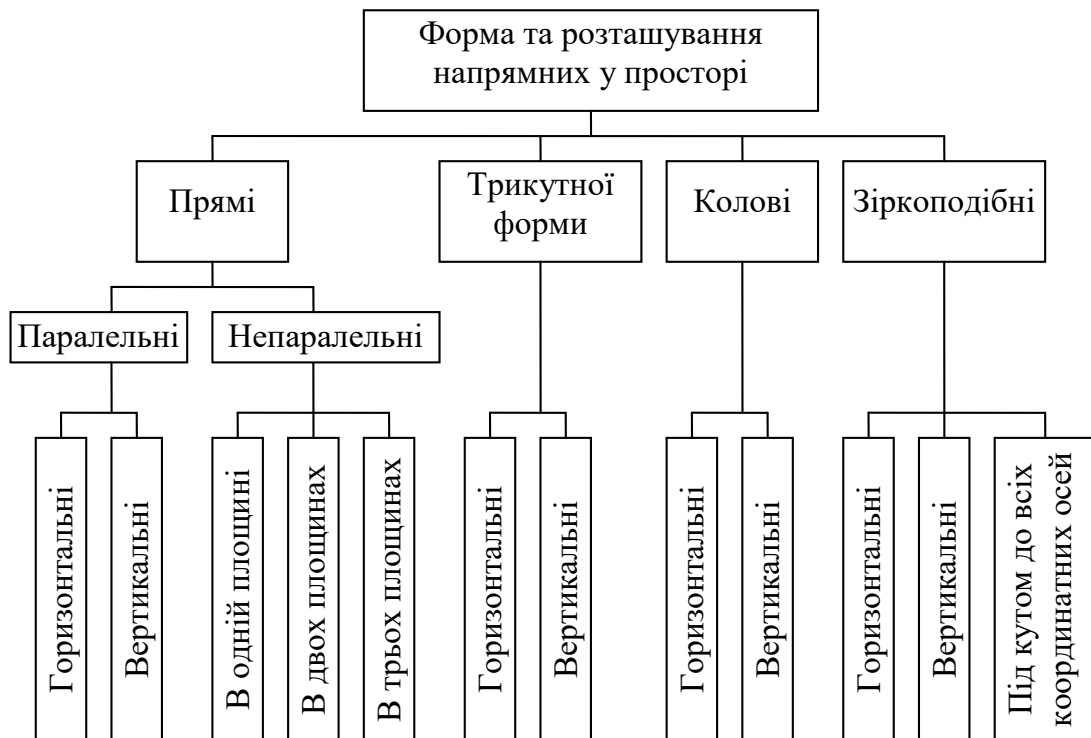 Форма та розташування
напрямних у просторі
Прямі
Трикутної
форми
Колові
Зіркоподібні
Паралельні
Непаралельні
Горизонтальні
Вертикальні
В одній площині
В двох площинах
В трьох площинах
Горизонтальні
Вертикальні
Горизонтальні
Вертикальні
Горизонтальні
Вертикальні
Під кутом до всіх
координатних осей